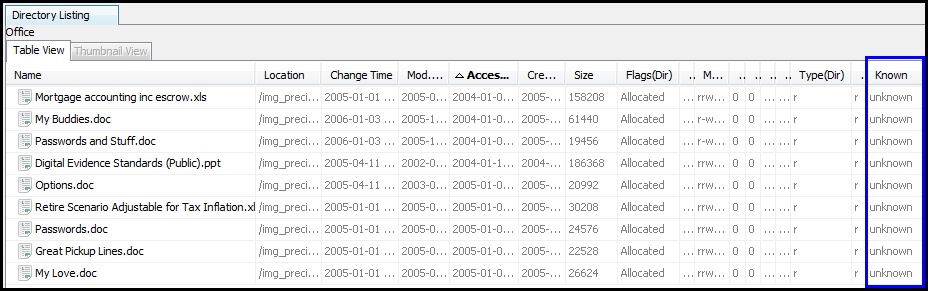 Directory Listing
Office
Table View Thumbnail View
Name Location Change Time Mod.... Acces... Cre... Size Flags(Dir) .. M... .. .. .. .. Type(Dir) .. Known
Mortgage accounting inc escrow.xls /img_preci... 2005-01-01 ... 2005-0... 2004-01-0... 2005-... 158208 Allocated ... rrw... 0 0 ... ... r r unknown
My Buddies.doc /img_preci... 2006-01-03 ... 2005-1... 2005-01-0... 2005-... 61440 Allocated ... r-w... 0 0 ... ... r r unknown
Passwords and Stuff.doc /img_preci... 2006-01-03 ... 2005-1... 2005-01-0... 2005-... 19456 Allocated ... r-w... 0 0 ... ... r r unknown
Digital Evidence Standards (Public).ppt /img_preci... 2005-04-11 ... 2002-0... 2004-01-1... 2004-... 186368 Allocated ... rrw... 0 0 ... ... r r unknown
Options.doc /img_preci... 2005-04-11 ... 2003-0... 2005-01-0... 2005-... 20992 Allocated ... rrw... 0 0 ... ... r r unknown
Retire Scenario Adjustable for Tax Inflation.xl /img_preci... 2005-01-01 ... 2005-0... 2005-01-0... 2005-... 30208 Allocated ... rrw... 0 0 ... ... r r unknown
Passwords.doc /img_preci... 2005-01-01 ... 2005-0... 2005-01-0... 2005-... 24576 Allocated ... rrw... 0 0 ... ... r r unknown
Great Pickup Lines.doc /img_preci... 2005-01-01 ... 2005-0... 2005-01-0... 2005-... 22528 Allocated ... rrw... 0 0 ... ... r r unknown
My Love.doc /img_preci... 2005-01-01 ... 2005-0... 2005-01-0... 2005-... 26624 Allocated ... rrw... 0 0 ... ... r r unknown